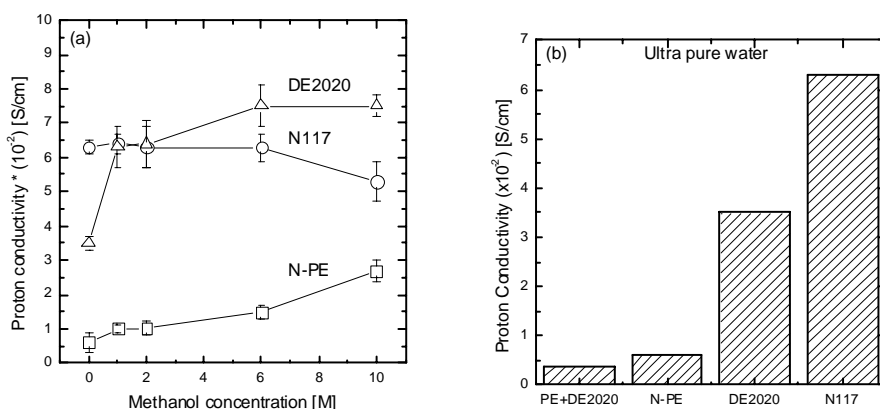 (a)
DE2020
N117
N-PE
Proton conductivity * (10⁻²) [S/cm]
10
9
8
7
6
5
4
3
2
1
0
0 2 4 6 8 10
Methanol concentration [M]
(b)
Ultra pure water
Proton Conductivity (x10²) [S/cm]
7
6
5
4
3
2
1
0
PE+DE2020 N-PE DE2020 N117